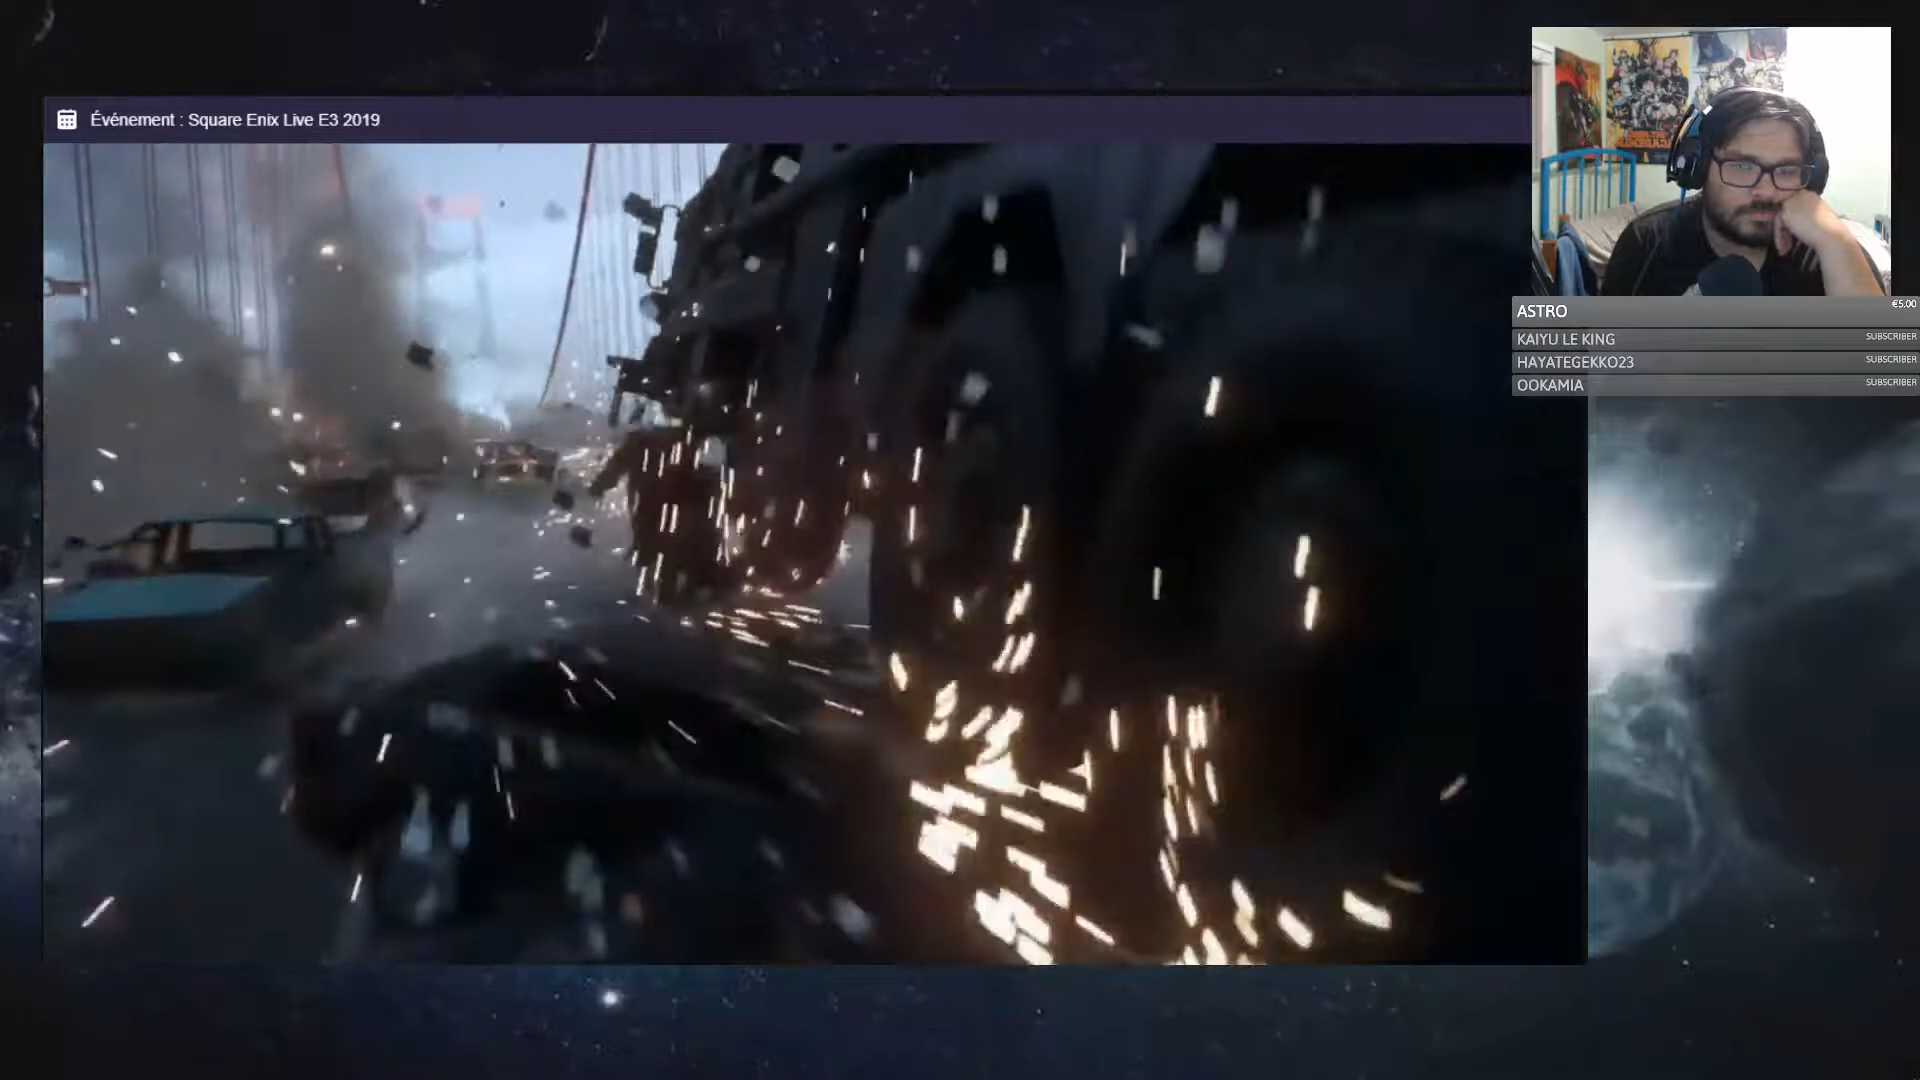 Événement : Square Enix Live E3 2019
ASTRO €5.00
KAIYU LE KING SUBSCRIBER
HAYATEGEKKO23 SUBSCRIBER
OOKAMIA SUBSCRIBER